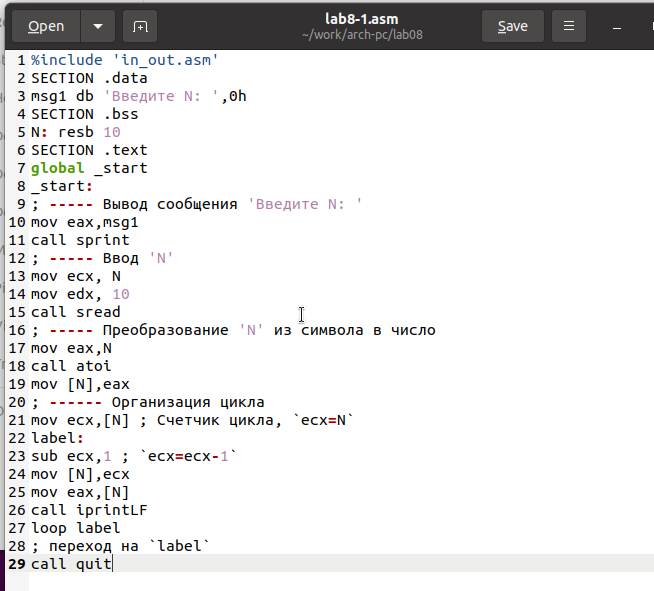 Open
lab8-1.asm
~/work/arch-pc/lab08
Save
1 %include 'in_out.asm'
2 SECTION .data
3 msg1 db 'Введите N: ',0h
4 SECTION .bss
5 N: resb 10
6 SECTION .text
7 global _start
8 _start:
9 ; ----- Вывод сообщения 'Введите N: '
10 mov eax,msg1
11 call sprint
12 ; ----- Ввод 'N'
13 mov ecx, N
14 mov edx, 10
15 call sread
16 ; ----- Преобразование 'N' из символа в число
17 mov eax,N
18 call atoi
19 mov [N],eax
20 ; ------ Организация цикла
21 mov ecx,[N] ; Счетчик цикла, `ecx=N`
22 label:
23 sub ecx,1 ; `ecx=ecx-1`
24 mov [N],ecx
25 mov eax,[N]
26 call iprintLF
27 loop label
28 ; переход на `label`
29 call quit